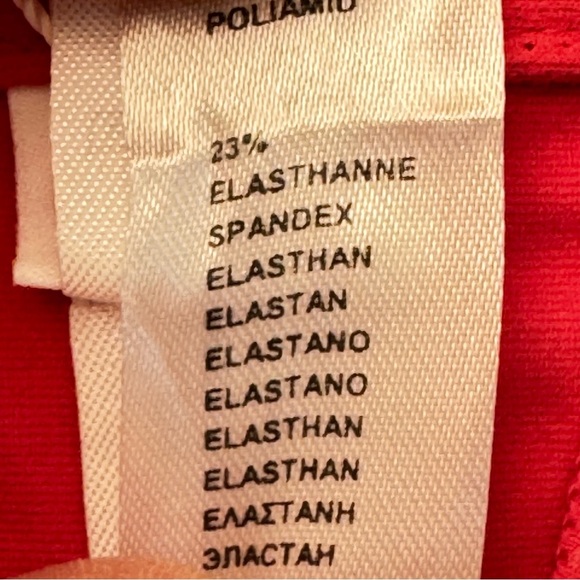 POLIAMID
23%
ELASTHANNE
SPANDEX
ELASTHAN
ELASTAN
ELASTANO
ELASTANO
ELASTHAN
ELASTHAN
ΕΛΑΣΤΑΝΗ
ЭЛАСТАН